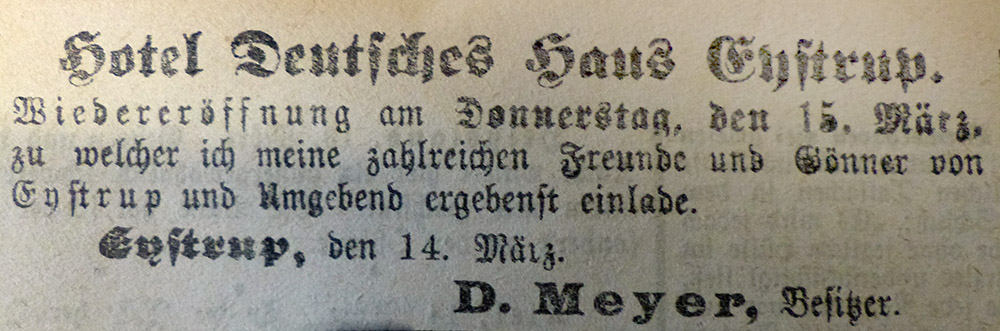 Hotel Deutsches Haus Eystrup.
Wiedereröffnung am Donnerstag, den 15. März,
zu welcher ich meine zahlreichen Freunde und Gönner von
Eystrup und Umgebend ergebenst einlade.
Eystrup, den 14. März.
D. Meyer, Besitzer.